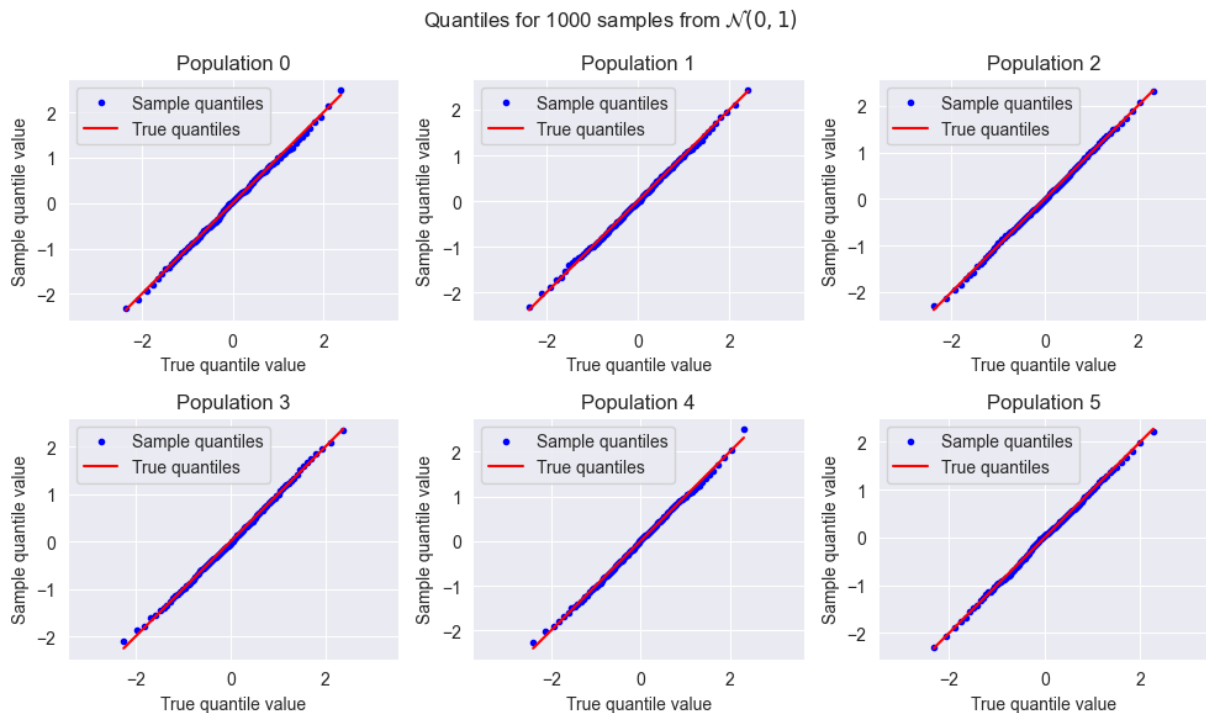 Quantiles for 1000 samples from 𝒩(0, 1)
Population 0
Sample quantiles
True quantiles
Sample quantile value
2
1
0
−1
−2
−2 0 2
True quantile value
Population 1
Sample quantiles
True quantiles
Sample quantile value
2
1
0
−1
−2
−2 0 2
True quantile value
Population 2
Sample quantiles
True quantiles
Sample quantile value
2
1
0
−1
−2
−2 0 2
True quantile value
Population 3
Sample quantiles
True quantiles
Sample quantile value
2
1
0
−1
−2
−2 0 2
True quantile value
Population 4
Sample quantiles
True quantiles
Sample quantile value
2
1
0
−1
−2
−2 0 2
True quantile value
Population 5
Sample quantiles
True quantiles
Sample quantile value
2
1
0
−1
−2
−2 0 2
True quantile value